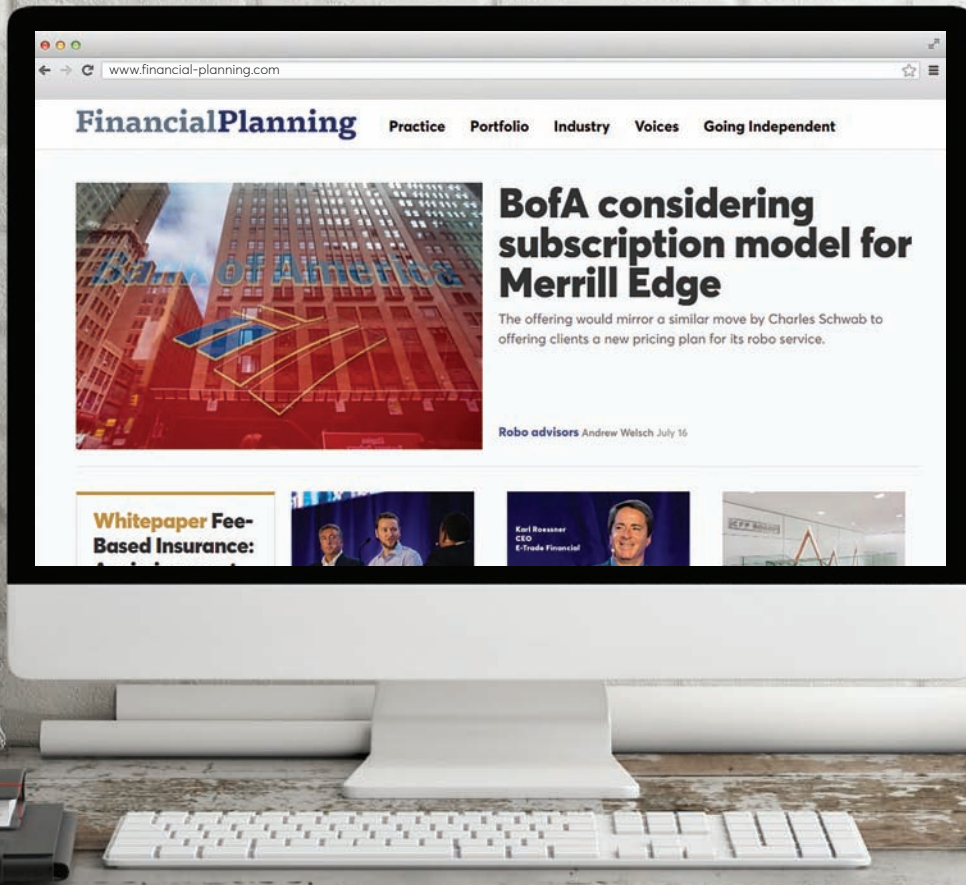 www.financial-planning.com
FinancialPlanning
Practice Portfolio Industry Voices Going Independent
Bank of America
BofA considering
subscription model for
Merrill Edge
The offering would mirror a similar move by Charles Schwab to
offering clients a new pricing plan for its robo service.
Robo advisors Andrew Welsch July 16
Whitepaper Fee-
Based Insurance:
Karl Roessner
CEO
E-Trade Financial